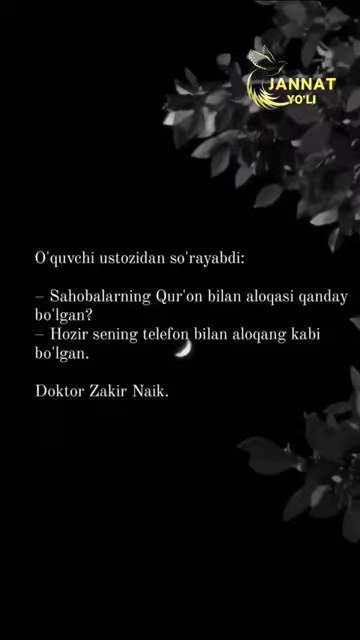 JANNAT
YO'LI
O'quvchi ustozidan so'rayabdi:
– Sahobalarning Qur'on bilan aloqasi qanday
bo'lgan?
– Hozir sening telefon bilan aloqang kabi
bo'lgan.
Doktor Zakir Naik.